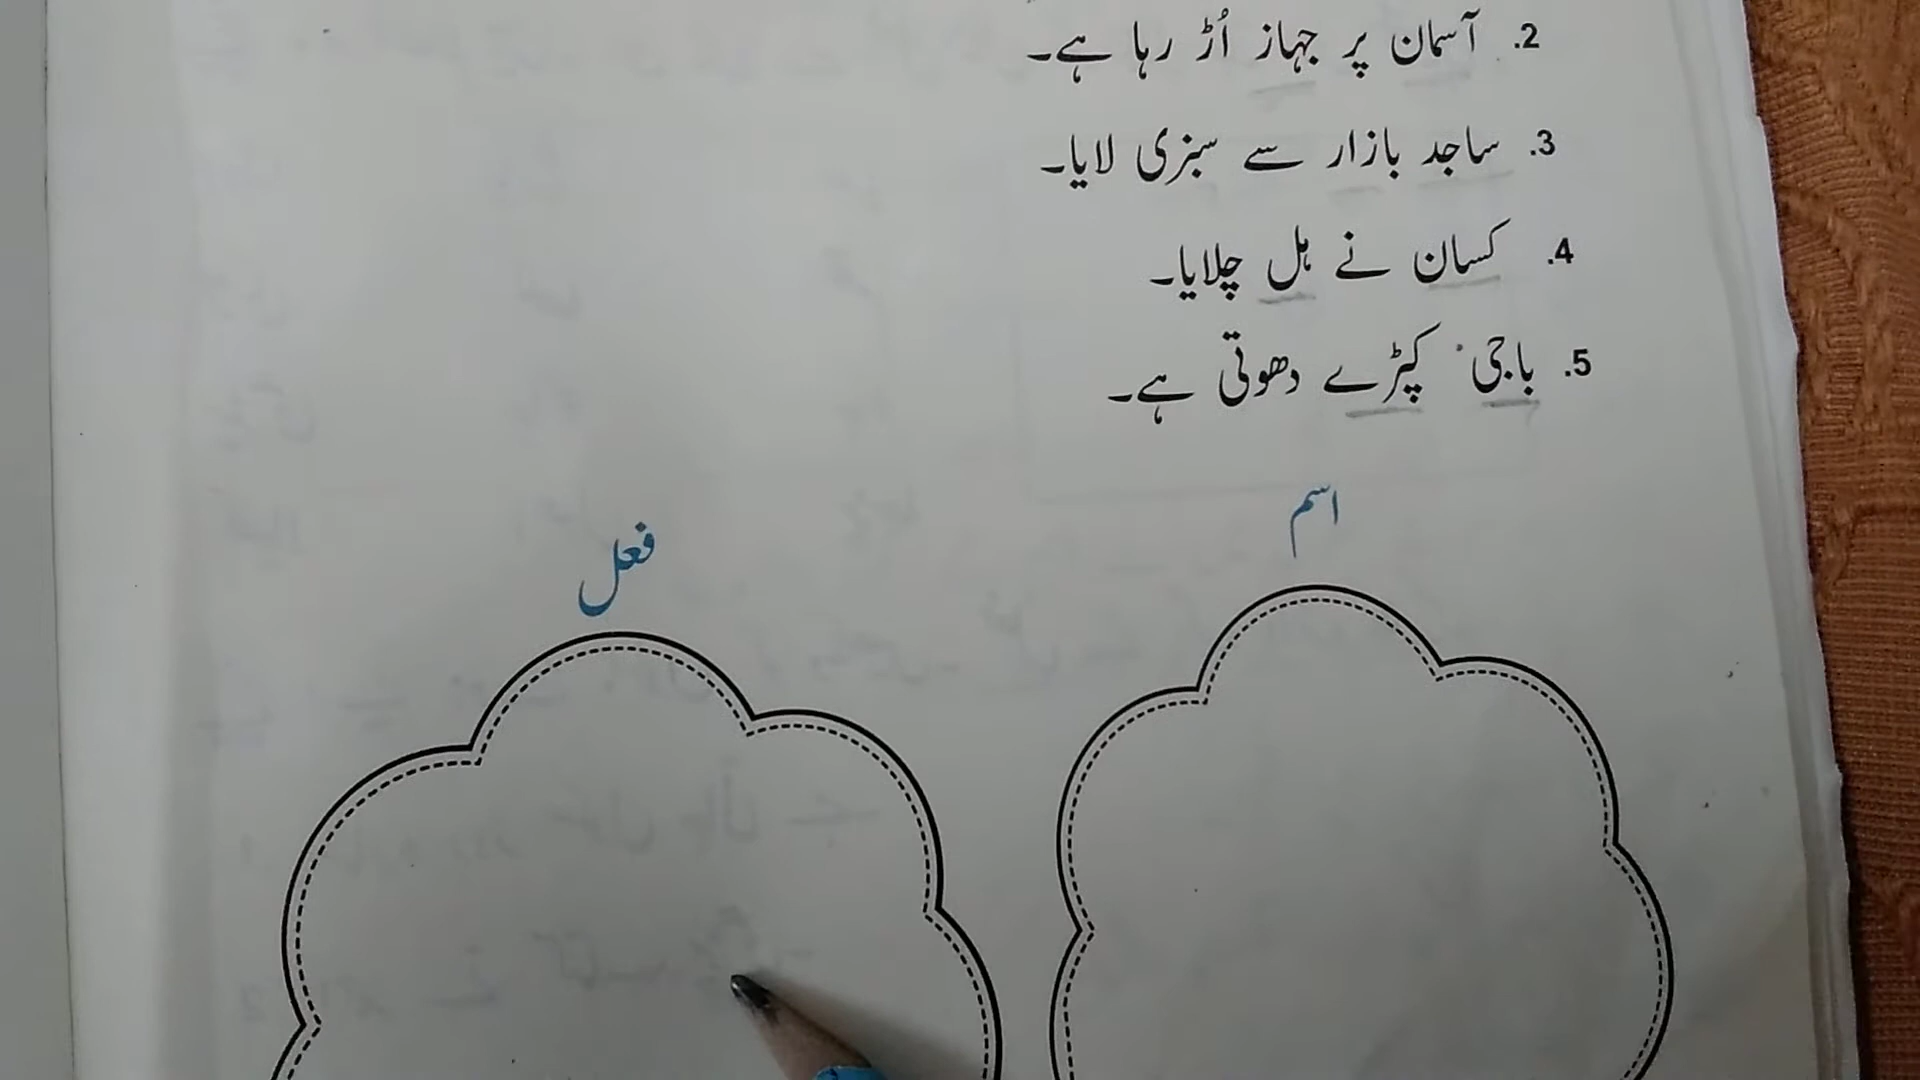 2. آسمان پر جہاز اُڑ رہا ہے۔
3. ساجد بازار سے سبزی لایا۔
4. کسان نے ہل چلایا۔
5. باجی کپڑے دھوتی ہے۔
اسم
فعل